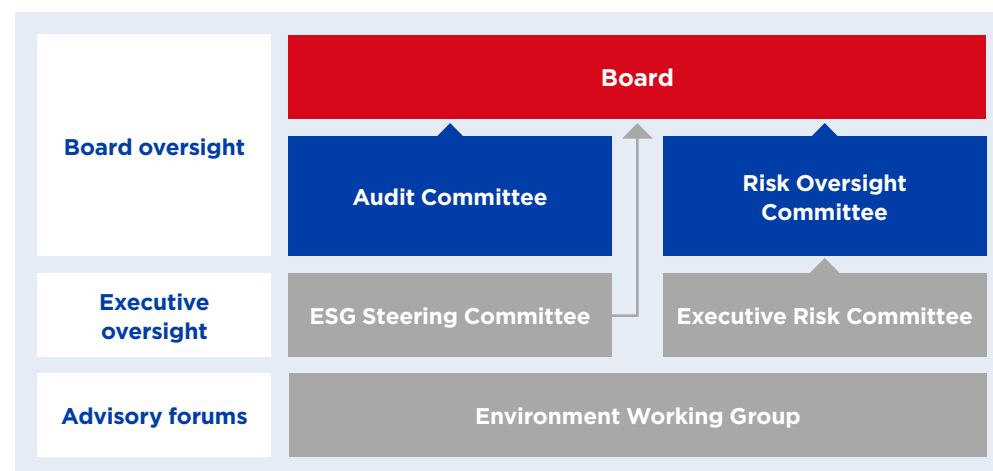 Board
Board oversight
Audit Committee
Risk Oversight
Committee
Executive
oversight
ESG Steering Committee
Executive Risk Committee
Advisory forums
Environment Working Group